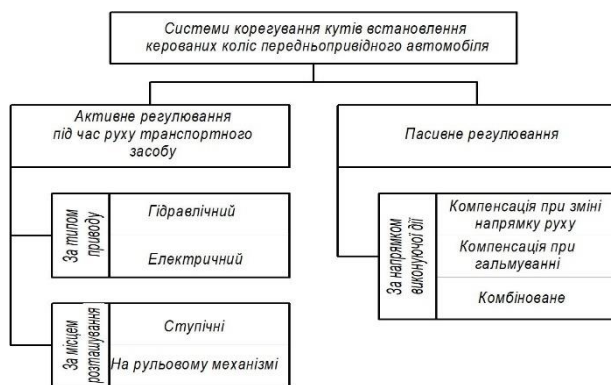 Системи корегування кутів встановлення
керованих коліс передньопривідного автомобіля
Активне регулювання
під час руху транспортного
засобу
Пасивне регулювання
За типом
приводу
Гідравлічний
Електричний
За напрямком
виконуючої дії
Компенсація при зміні
напрямку руху
Компенсація при
гальмуванні
Комбіноване
За місцем
розташування
Ступічні
На рульовому механізмі